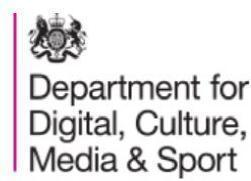 Department for
Digital, Culture,
Media & Sport